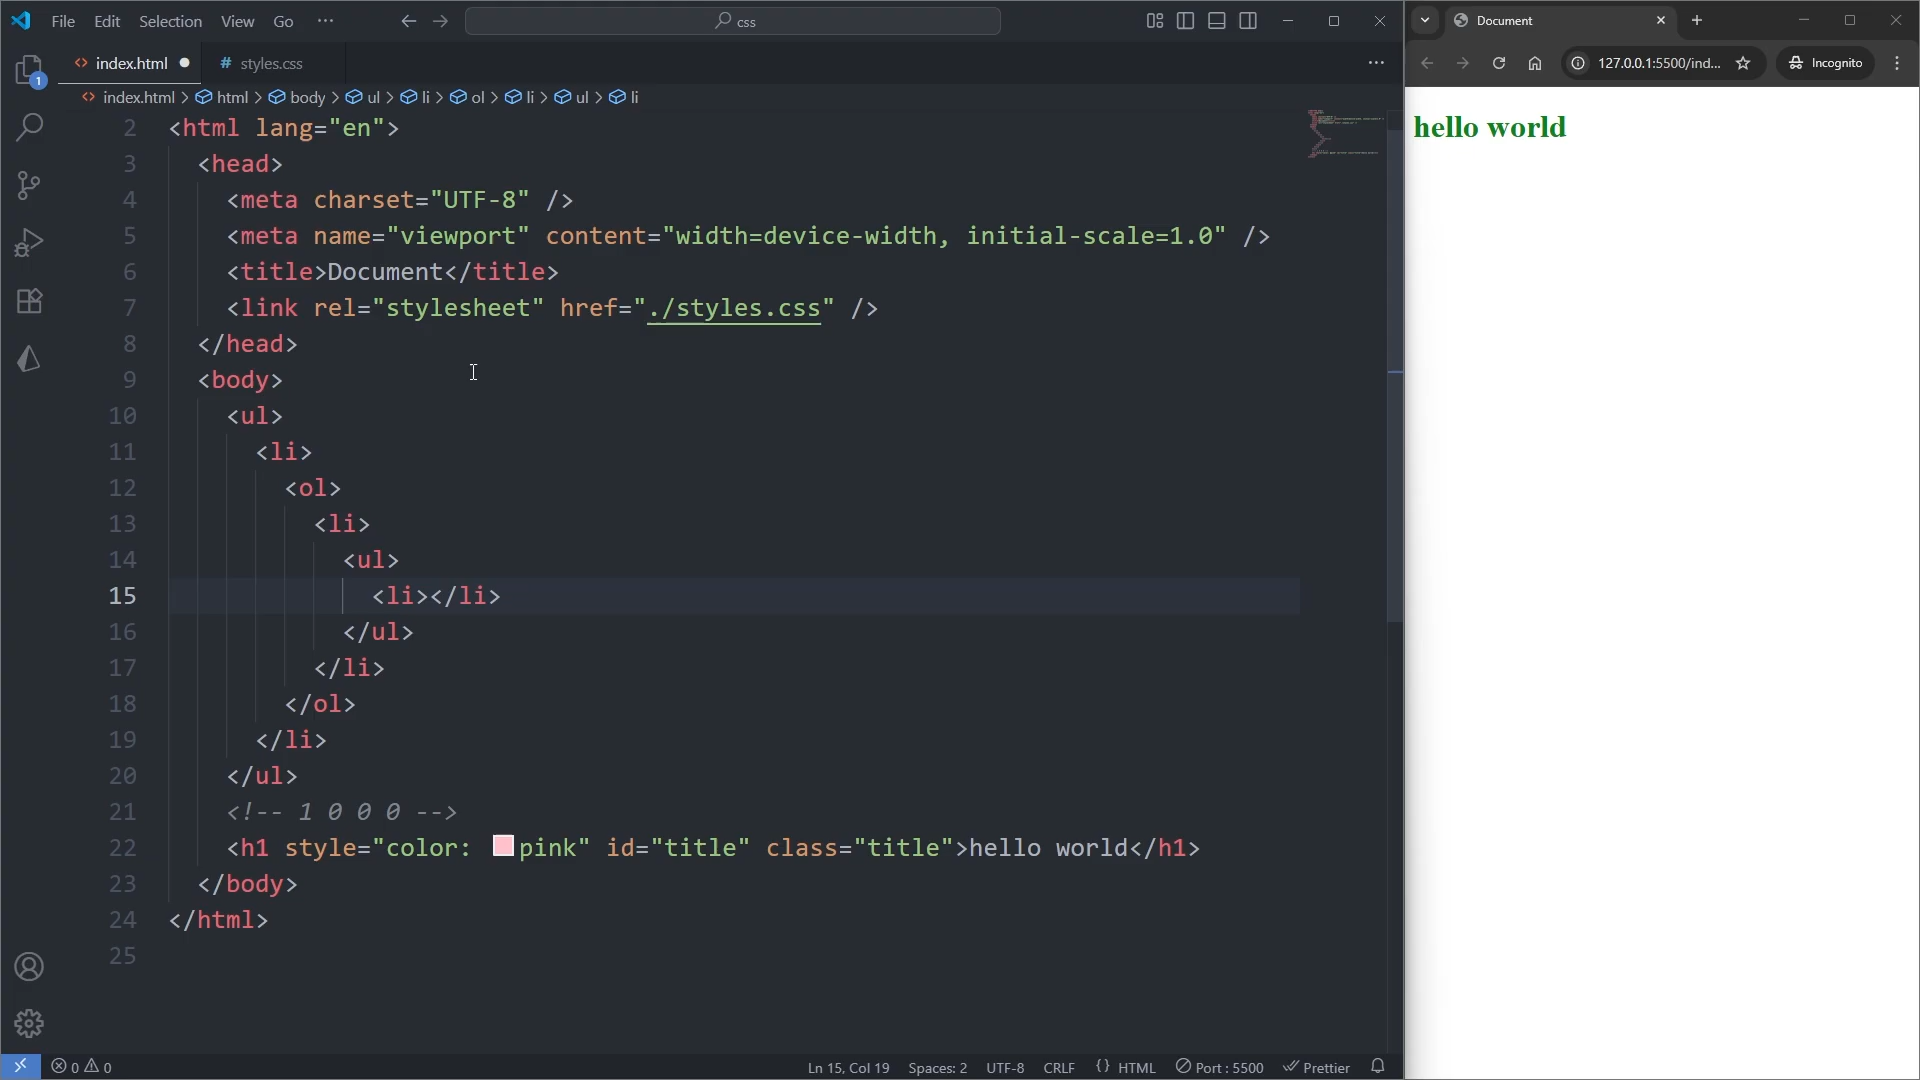 File Edit Selection View Go ··· css
index.html # styles.css
index.html > html > body > ul > li > ol > li > ul > li
2 <html lang="en">
3 <head>
4 <meta charset="UTF-8" />
5 <meta name="viewport" content="width=device-width, initial-scale=1.0" />
6 <title>Document</title>
7 <link rel="stylesheet" href="./styles.css" />
8 </head>
9 <body>
10 <ul>
11 <li>
12 <ol>
13 <li>
14 <ul>
15 <li></li>
16 </ul>
17 </li>
18 </ol>
19 </li>
20 </ul>
21 <!-- 1 0 0 0 -->
22 <h1 style="color: pink" id="title" class="title">hello world</h1>
23 </body>
24 </html>
25
1
0 0 Ln 15, Col 19 Spaces: 2 UTF-8 CRLF {} HTML Port : 5500 Prettier
Document
127.0.0.1:5500/ind... Incognito
hello world